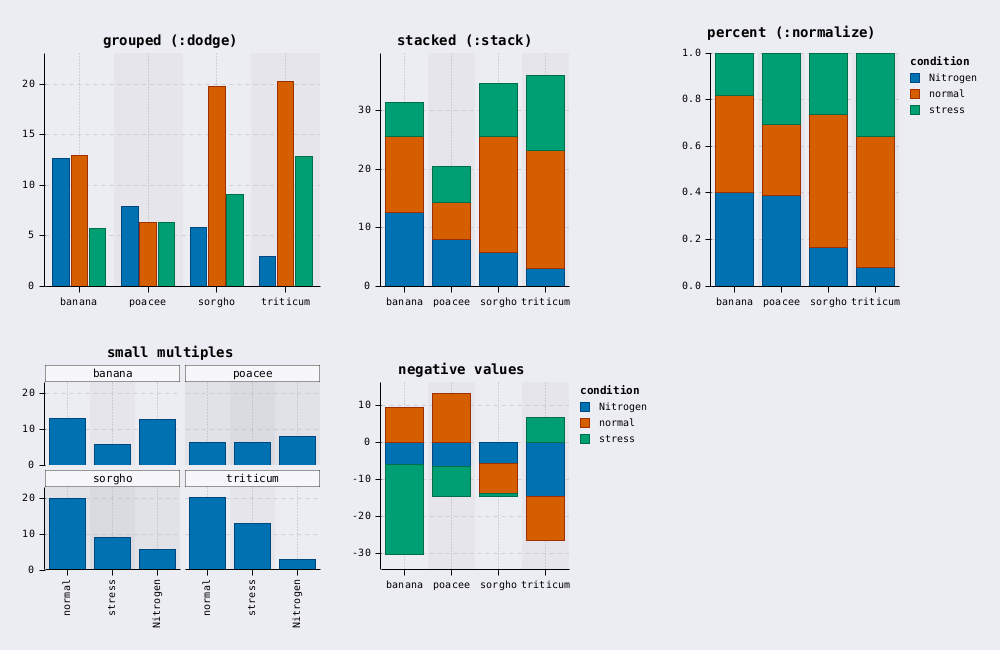 grouped (:dodge)
20
15
10
5
0
banana poacee sorgho triticum
stacked (:stack)
30
20
10
0
banana poacee sorgho triticum
percent (:normalize)
1.0
0.8
0.6
0.4
0.2
0.0
banana poacee sorgho triticum
condition
Nitrogen
normal
stress
small multiples
banana poacee
20
10
0
sorgho triticum
20
10
0
normal stress Nitrogen normal stress Nitrogen
negative values
10
0
-10
-20
-30
banana poacee sorgho triticum
condition
Nitrogen
normal
stress